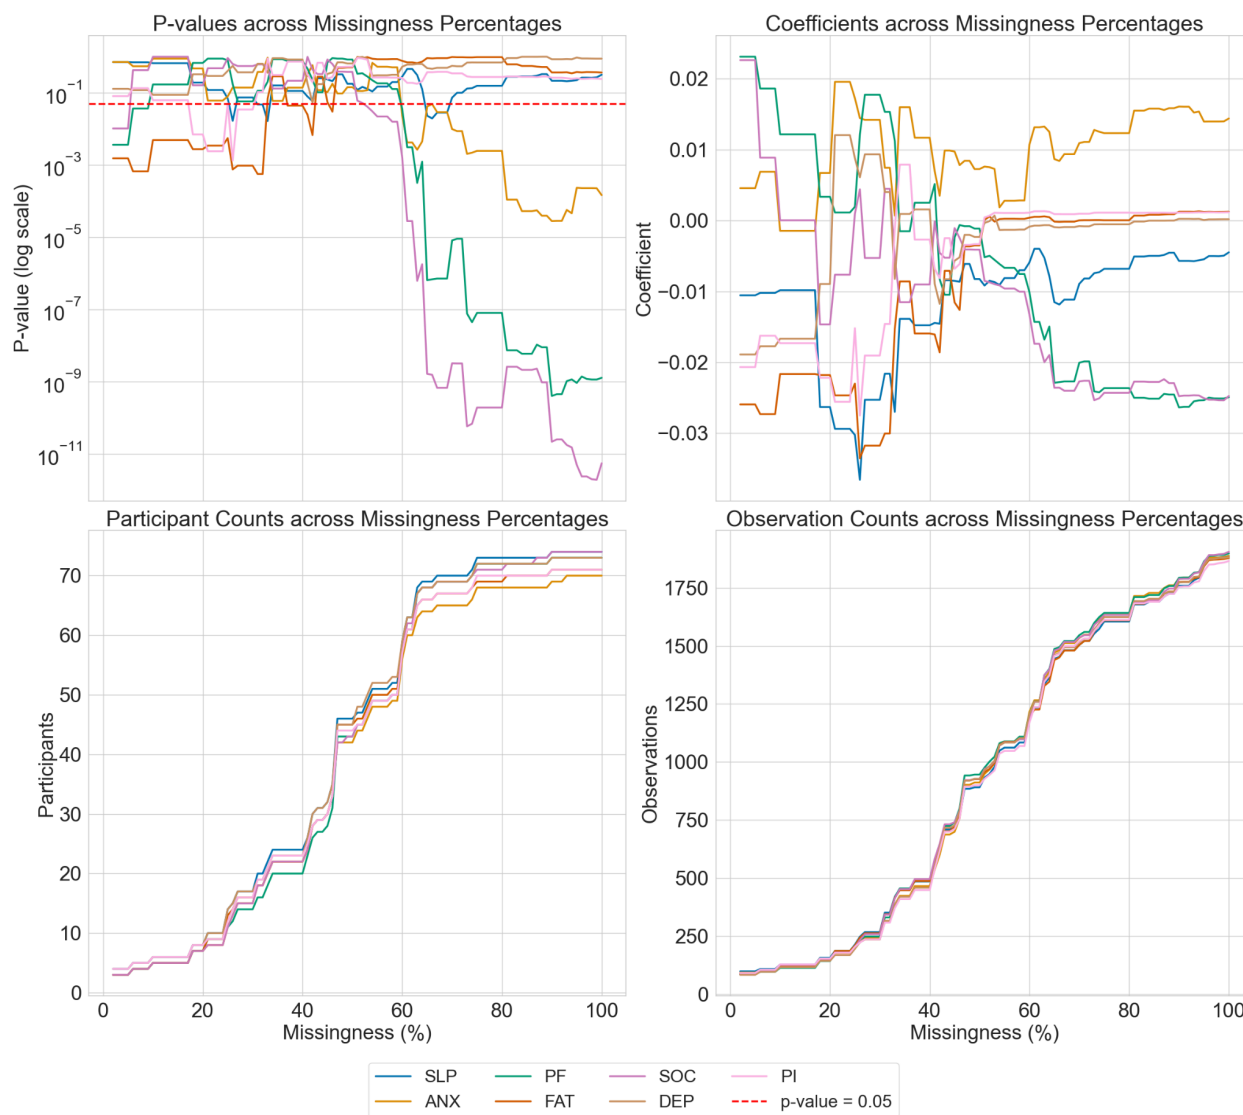 P-values across Missingness Percentages
Coefficients across Missingness Percentages
P-value (log scale)
10⁻¹
10⁻³
10⁻⁵
10⁻⁷
10⁻⁹
10⁻¹¹
Coefficient
0.02
0.01
0.00
−0.01
−0.02
−0.03
Participant Counts across Missingness Percentages
Observation Counts across Missingness Percentages
Participants
70
60
50
40
30
20
10
0
0 20 40 60 80 100
Missingness (%)
Observations
1750
1500
1250
1000
750
500
250
0
0 20 40 60 80 100
Missingness (%)
SLP PF SOC PI
ANX FAT DEP p-value = 0.05